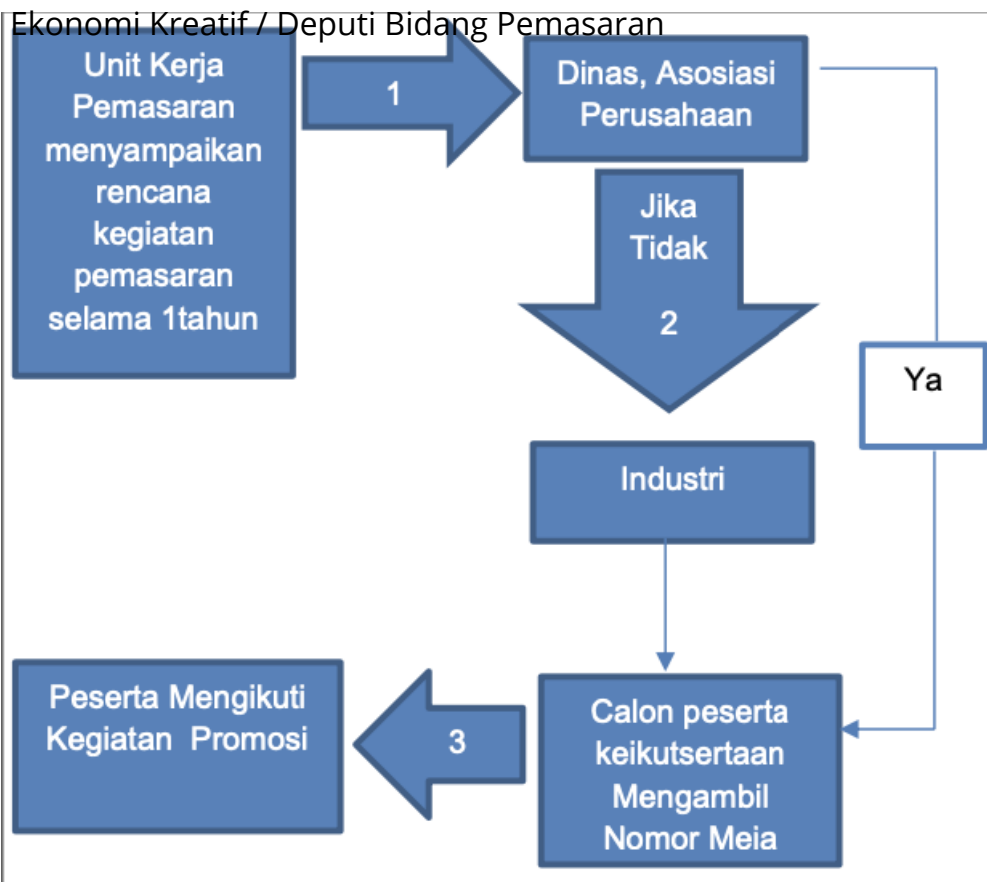 Ekonomi Kreatif / Deputi Bidang Pemasaran
Unit Kerja
Pemasaran
menyampaikan
rencana
kegiatan
pemasaran
selama 1tahun
1
Dinas, Asosiasi
Perusahaan
Jika
Tidak
2
Ya
Industri
Calon peserta
keikutsertaan
Mengambil
Nomor Meia
3
Peserta Mengikuti
Kegiatan Promosi